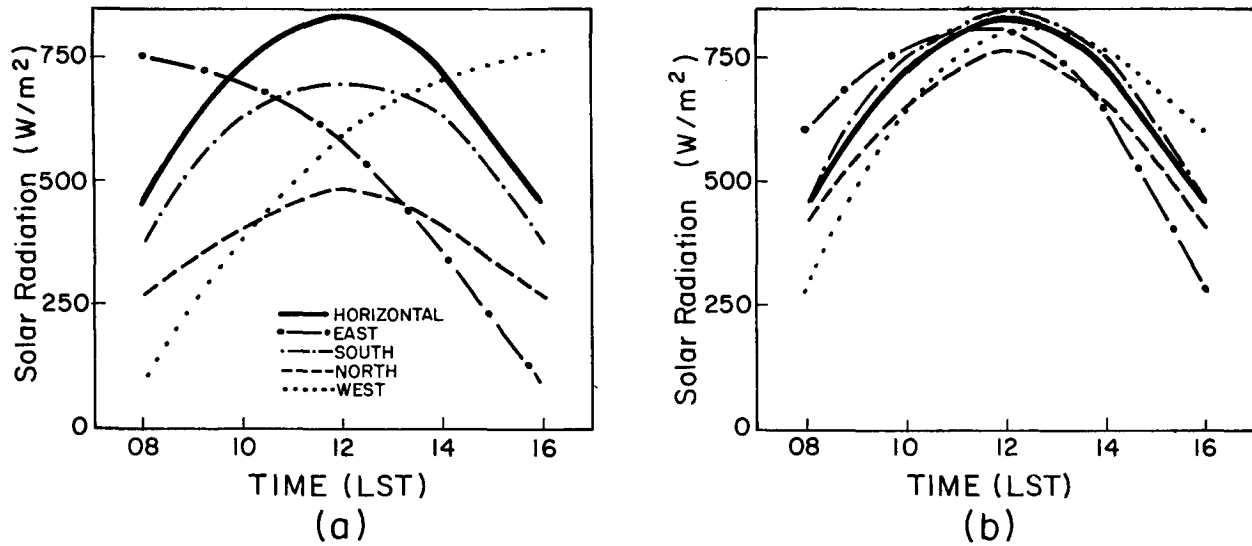 Solar Radiation (W/m²)
750
500
250
0
HORIZONTAL
EAST
SOUTH
NORTH
WEST
08 10 12 14 16
TIME (LST)
(a)
Solar Radiation (W/m²)
750
500
250
0
08 10 12 14 16
TIME (LST)
(b)